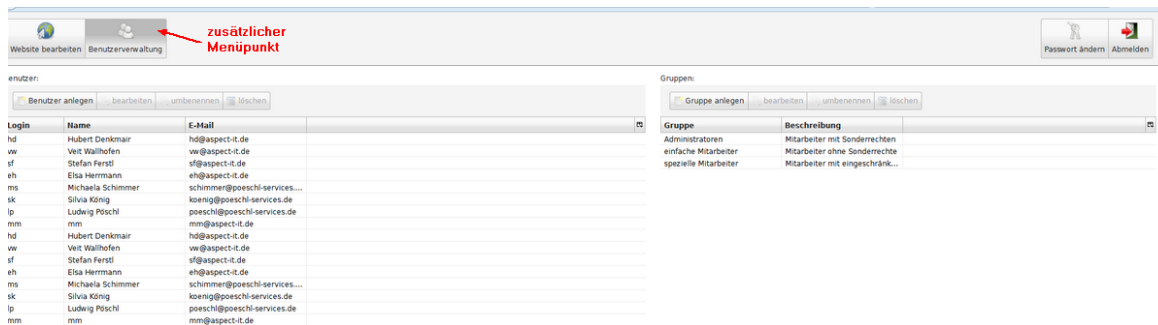 Website bearbeiten Benutzerverwaltung
zusätzlicher
Menüpunkt
Passwort ändern Abmelden
enutzer:
Gruppen:
Benutzer anlegen bearbeiten umbenennen löschen
Gruppe anlegen bearbeiten umbenennen löschen
Login Name E-Mail
Gruppe Beschreibung
hd Hubert Denkmair hd@aspect-it.de
Administratoren Mitarbeiter mit Sonderrechten
vw Veit Wallhofen vw@aspect-it.de
einfache Mitarbeiter Mitarbeiter ohne Sonderrechte
sf Stefan Ferstl sf@aspect-it.de
spezielle Mitarbeiter Mitarbeiter mit eingeschränk...
eh Elsa Herrmann eh@aspect-it.de
ms Michaela Schimmer schimmer@poeschl-services....
sk Silvia König koenig@poeschl-services.de
lp Ludwig Pöschl poeschl@poeschl-services.de
mm mm mm@aspect-it.de
hd Hubert Denkmair hd@aspect-it.de
vw Veit Wallhofen vw@aspect-it.de
sf Stefan Ferstl sf@aspect-it.de
eh Elsa Herrmann eh@aspect-it.de
ms Michaela Schimmer schimmer@poeschl-services....
sk Silvia König koenig@poeschl-services.de
lp Ludwig Pöschl poeschl@poeschl-services.de
mm mm mm@aspect-it.de